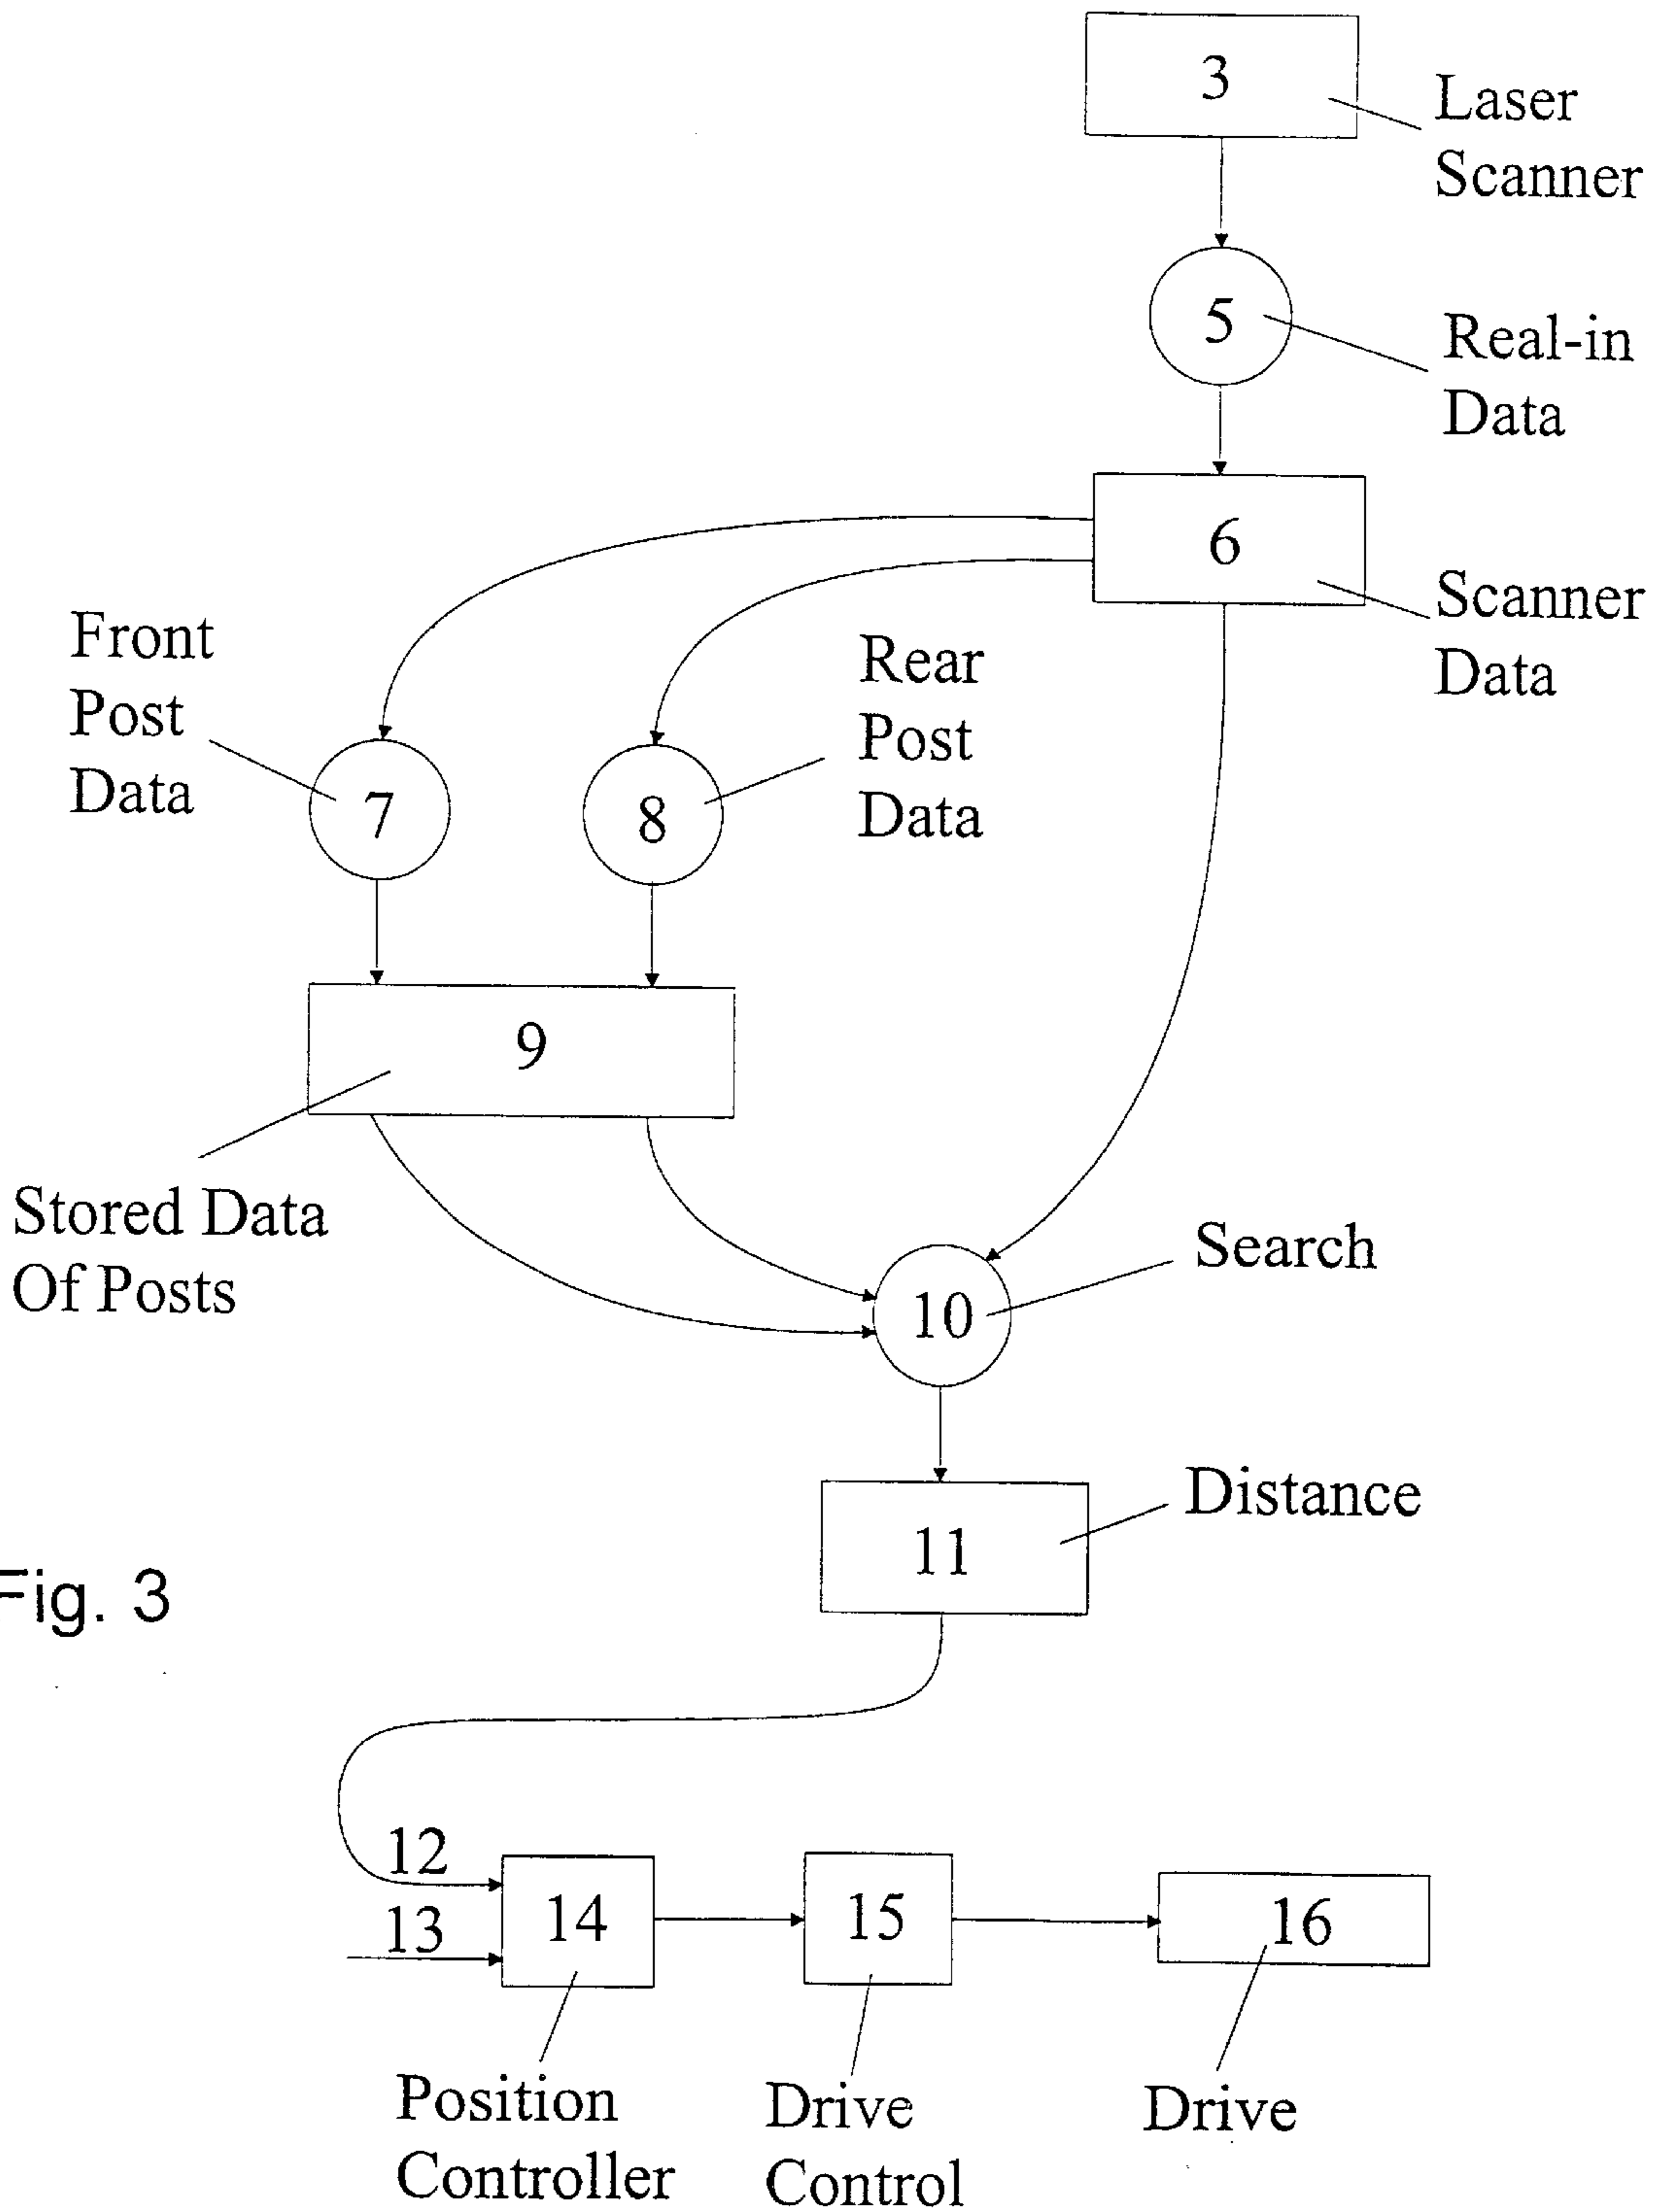 3
Laser
Scanner
5
Real-in
Data
6
Scanner
Data
Front
Post
Data
7
Rear
Post
Data
8
9
Stored Data
Of Posts
Search
10
Distance
11
Fig. 3
12
13
14
15
16
Position
Controller
Drive
Control
Drive